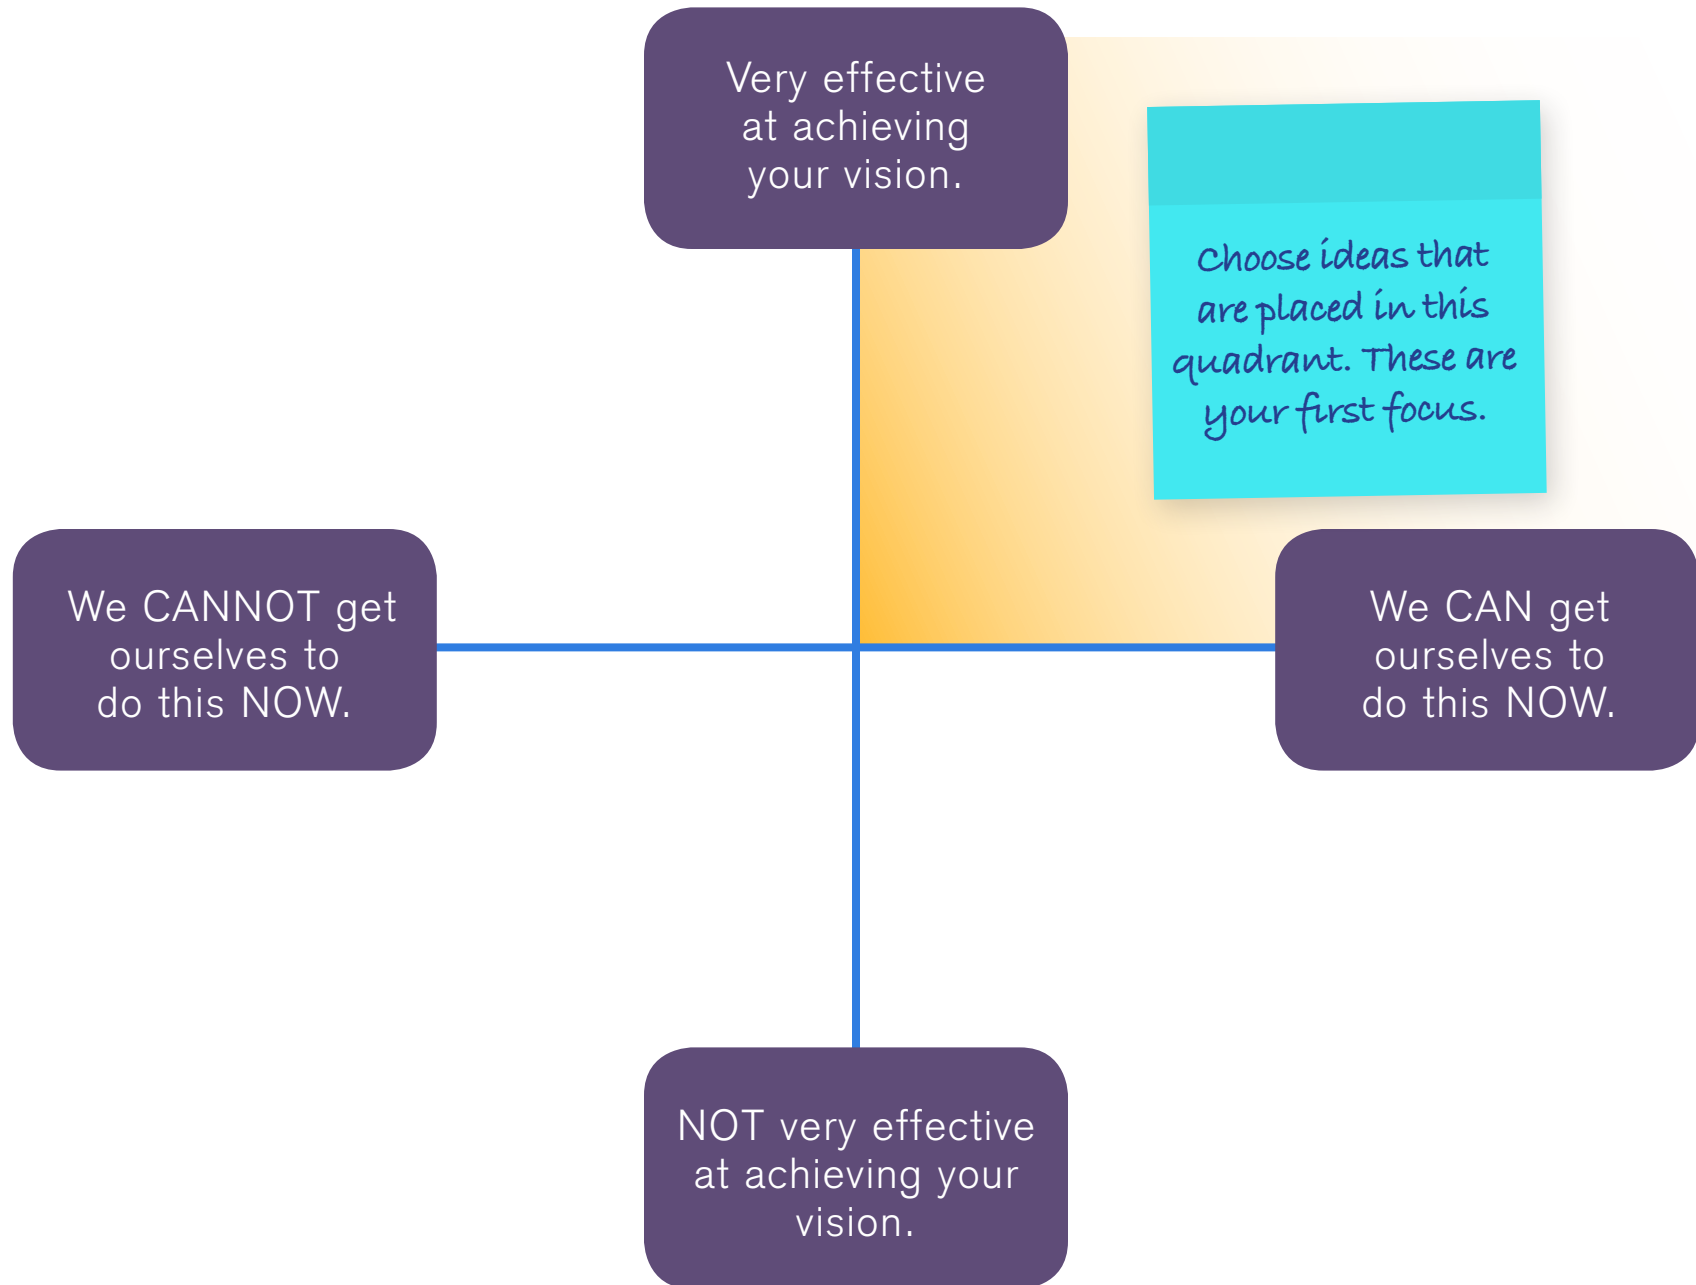 Very effective
at achieving
your vision.
Choose ideas that
are placed in this
quadrant. These are
your first focus.
We CANNOT get
ourselves to
do this NOW.
We CAN get
ourselves to
do this NOW.
NOT very effective
at achieving your
vision.